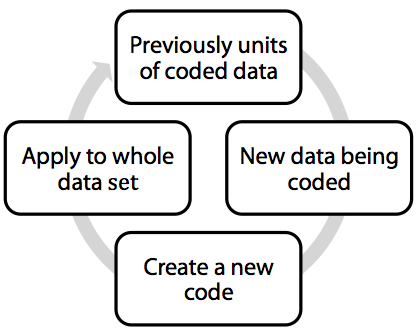 Previously units
of coded data
Apply to whole
data set
New data being
coded
Create a new
code